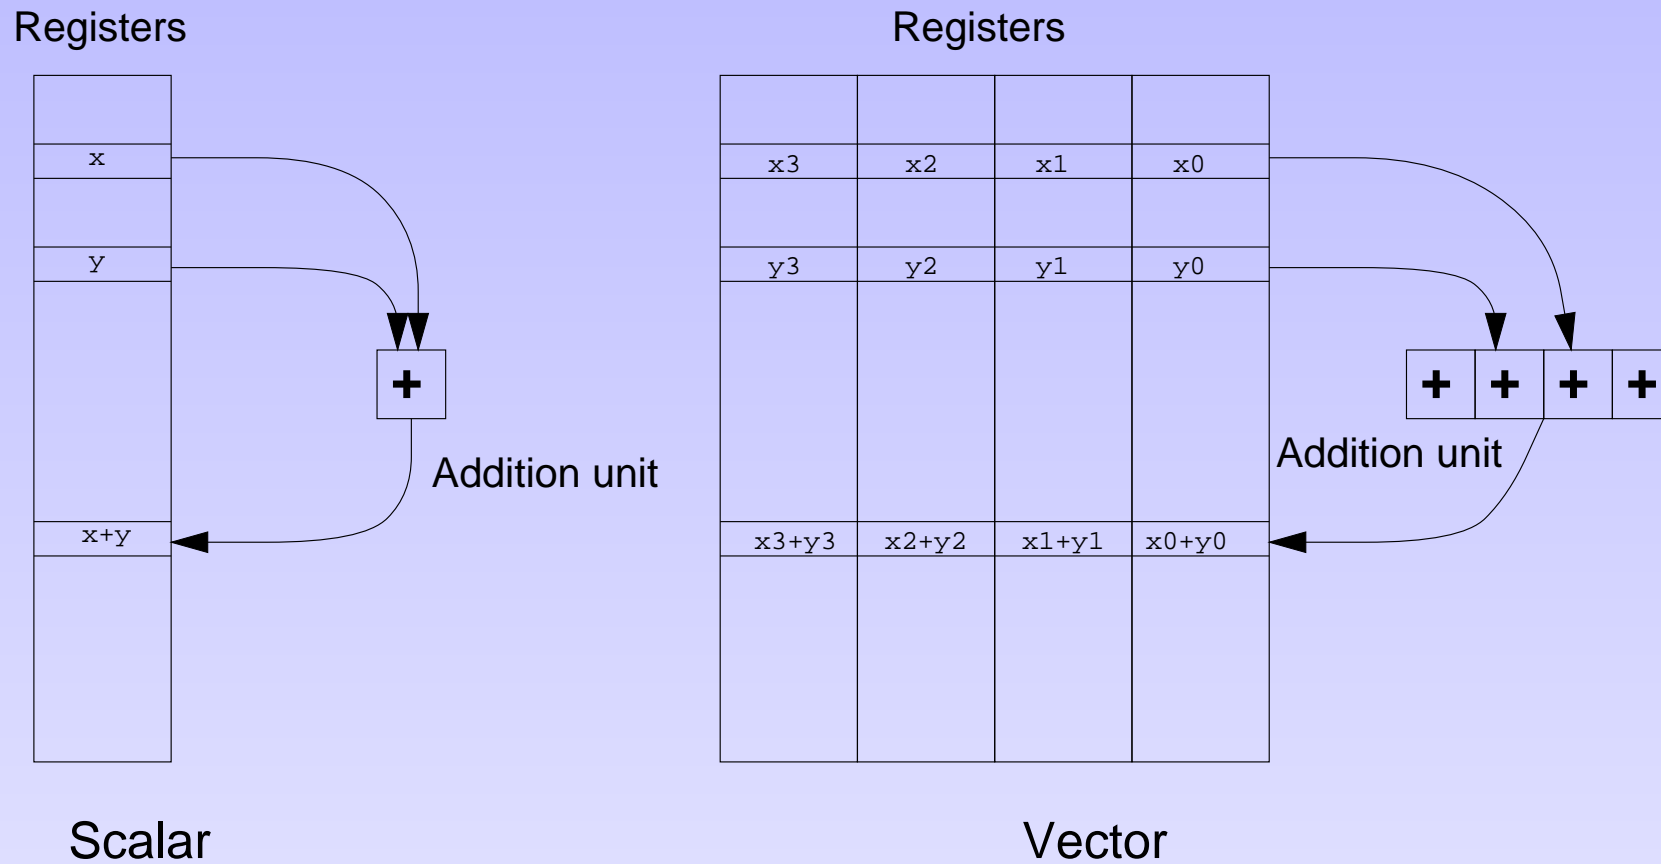 Registers
x
y
+
Addition unit
x+y
Scalar
Registers
x3 x2 x1 x0
y3 y2 y1 y0
+ + + +
Addition unit
x3+y3 x2+y2 x1+y1 x0+y0
Vector